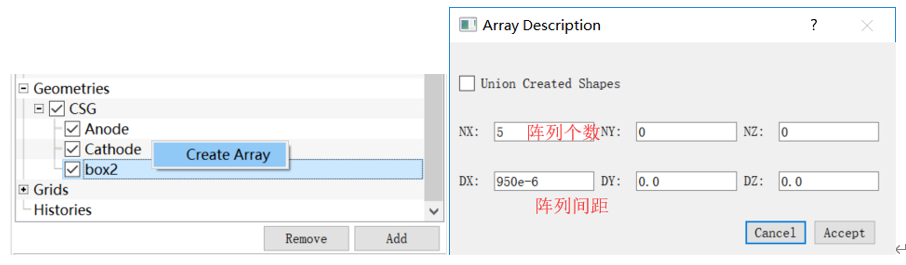 Geometries
CSG
Anode
Cathode
Create Array
box2
Grids
Histories
Remove
Add
Array Description
?
Union Created Shapes
NX: 5 阵列个数 NY: 0 NZ: 0
DX: 950e-6 DY: 0.0 DZ: 0.0
阵列间距
Cancel
Accept